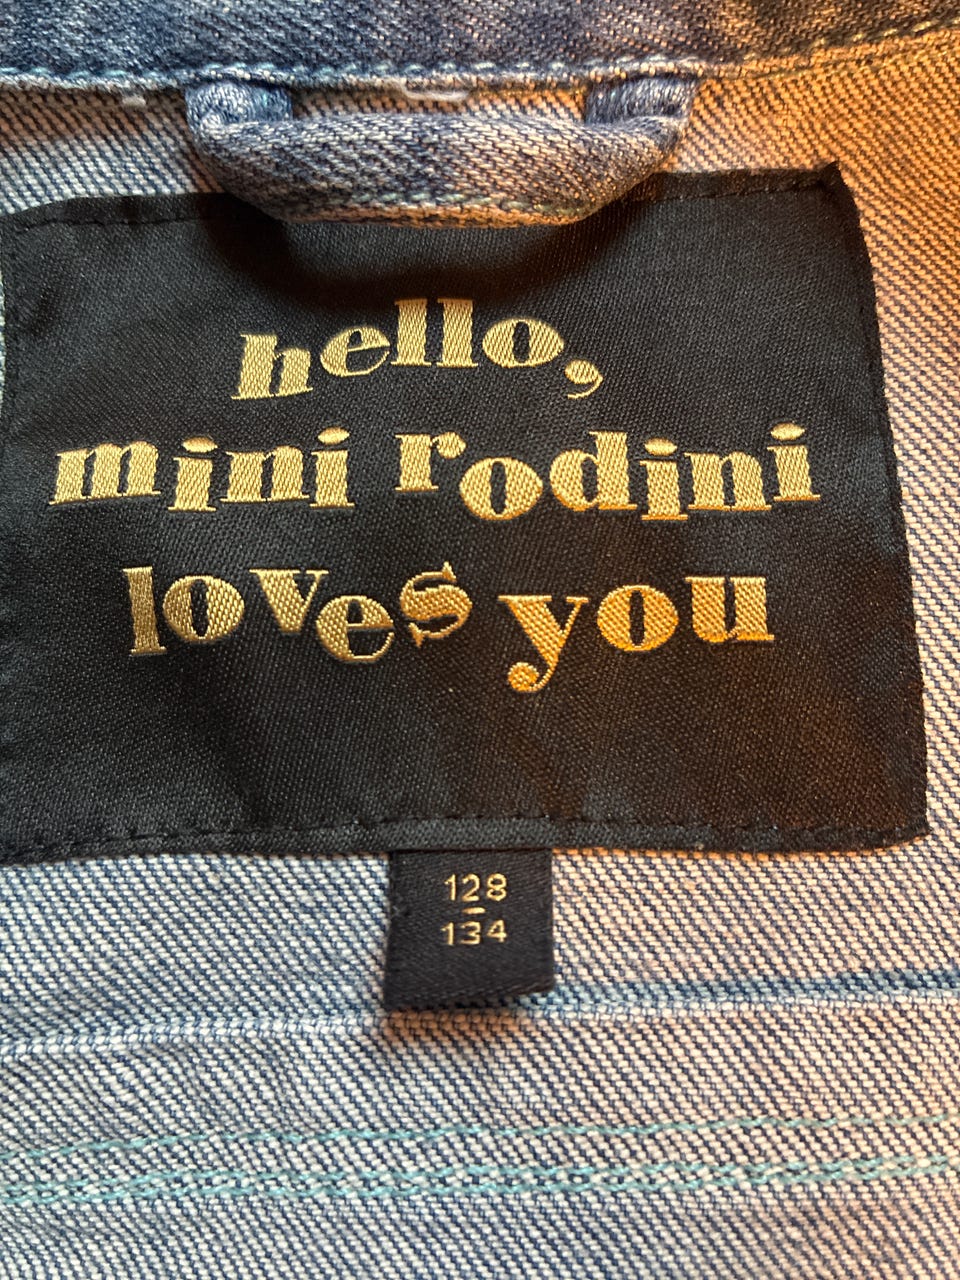 hello,
mini rodini
loves you
128
134